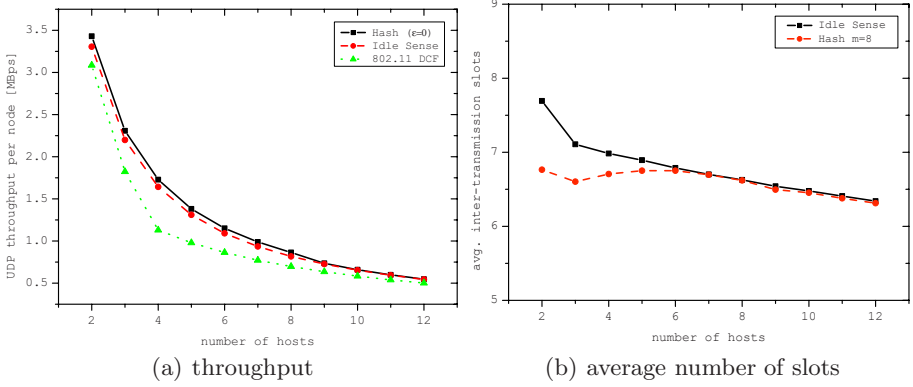 UDP throughput per node [MBps]
3.5
3.0
2.5
2.0
1.5
1.0
0.5
Hash (ε=0)
Idle Sense
802.11 DCF
2 4 6 8 10 12
number of hosts
(a) throughput
avg. inter-transmission slots
9
8
7
6
5
Idle Sense
Hash m=8
2 4 6 8 10 12
number of hosts
(b) average number of slots